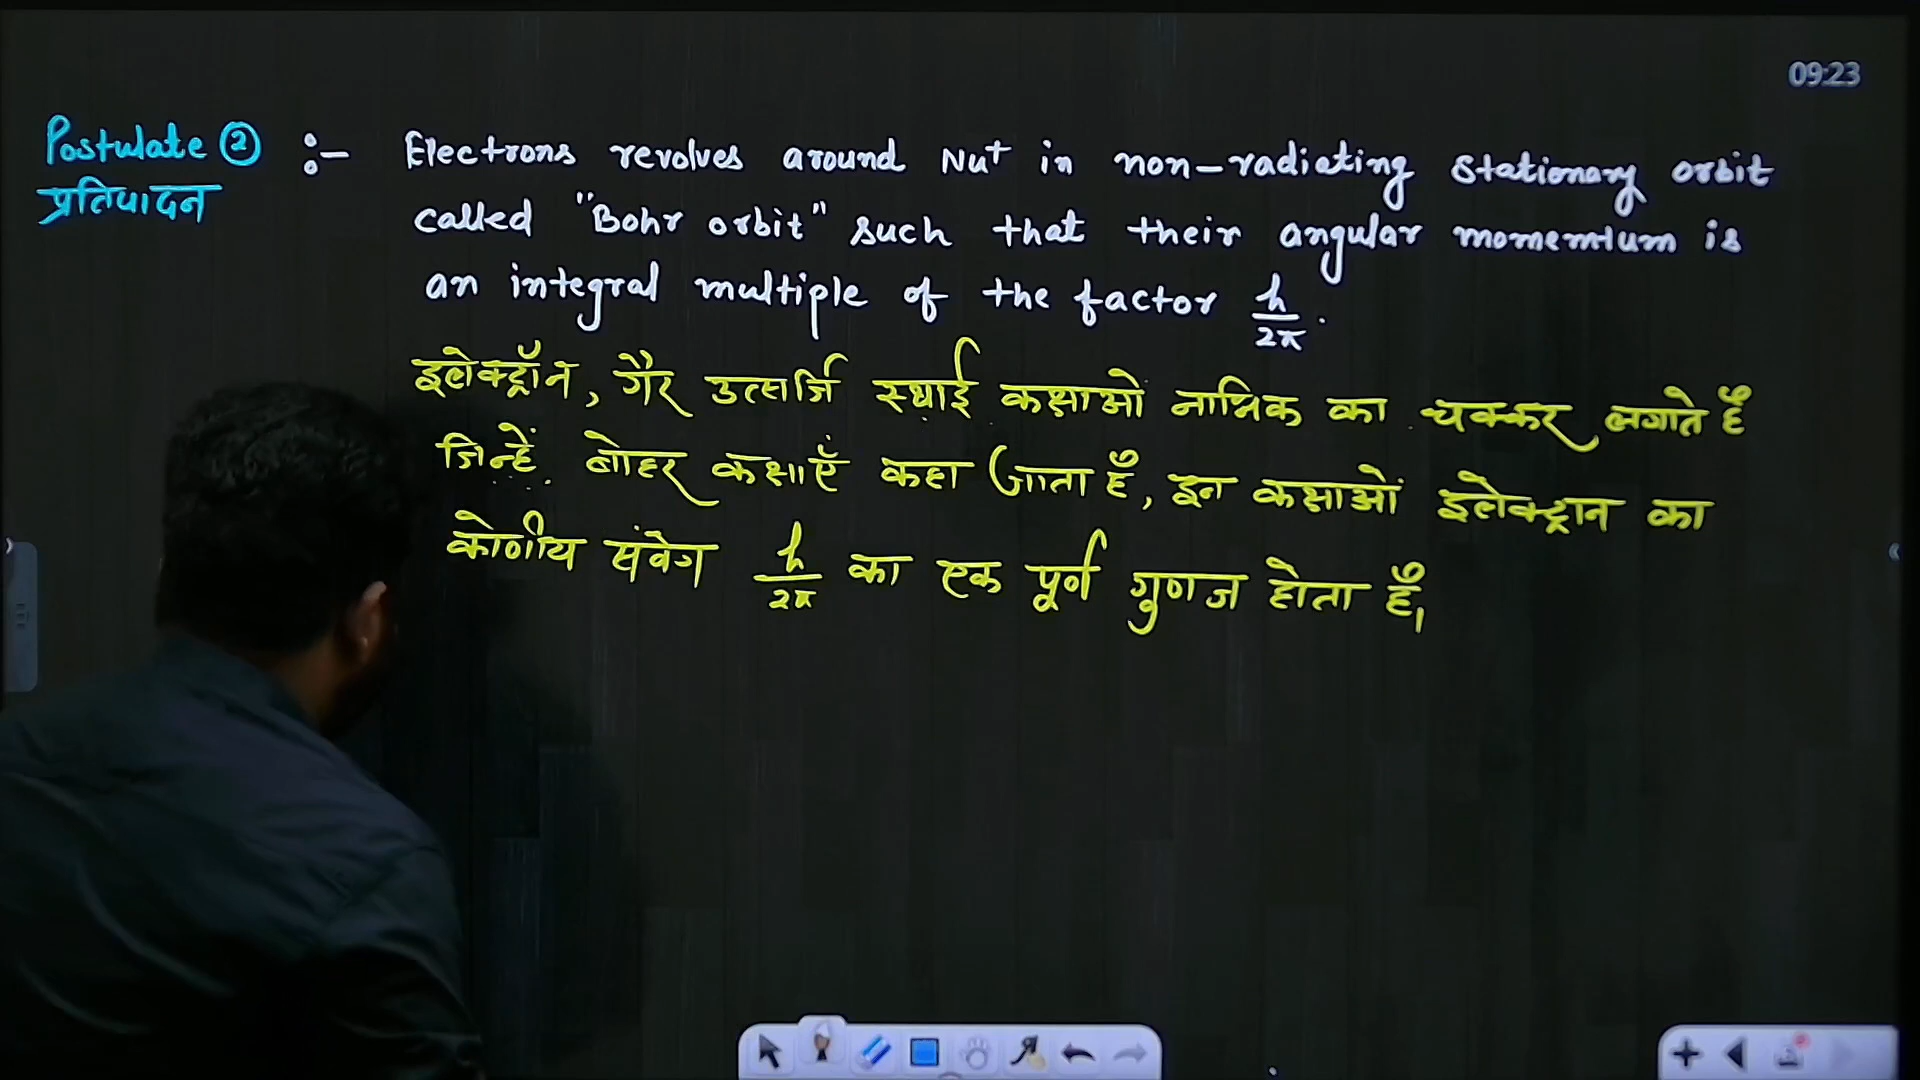 09:23
Postulate ② :- Electrons revolves around Nu⁺ in non-radiating stationary orbit
प्रतिपादन
called "Bohr orbit" such that their angular momemtum is
an integral multiple of the factor h/2π.
इलेक्ट्रॉन, गैर उत्सर्जि स्थाई कक्षाओ नाभिक का चक्कर लगाते हैं
जिन्हें बोहर कक्षाएँ कहा जाता हैं, इन कक्षाओं इलेक्ट्रान का
कोणीय संवेग h/2π का एक पूर्ण गुणज होता हैं,